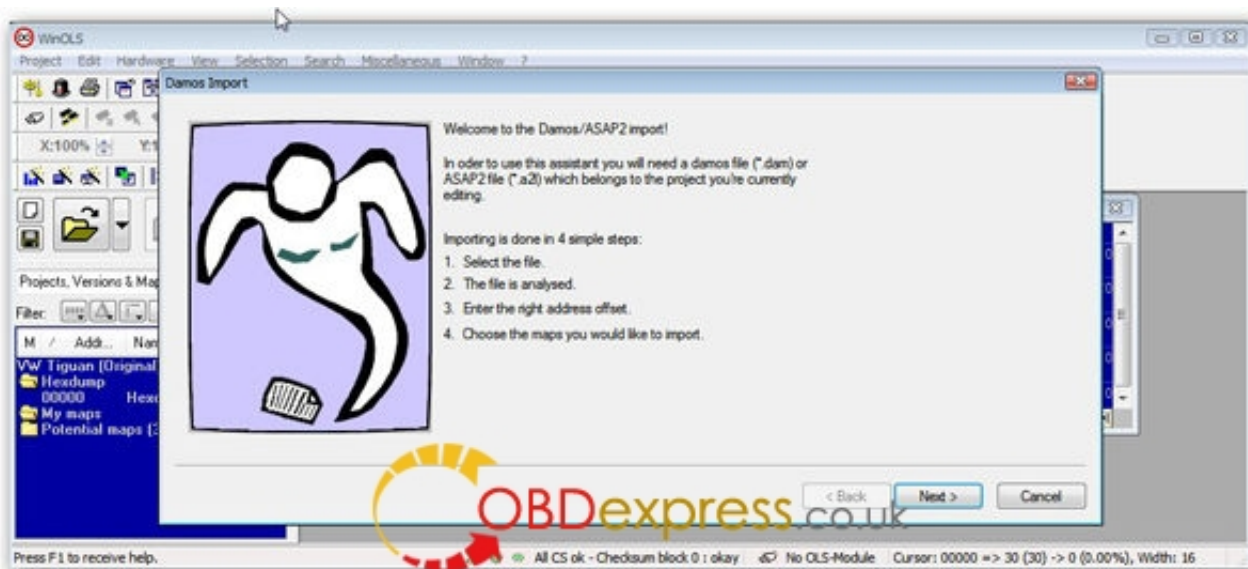 WinOLS
Project Edit Hardware View Selection Search Miscellaneous Window ?
Damos Import
X:100%
Welcome to the Damos/ASAP2 import!
In oder to use this assistant you will need a damos file (*.dam) or
ASAP2 file (*.a2l) which belongs to the project you're currently
editing.
Importing is done in 4 simple steps:
1. Select the file.
2. The file is analysed.
3. Enter the right address offset.
4. Choose the maps you would like to import.
Projects, Versions & Map
Filter:
M / Addr... Nam
VW Tiguan (Original
Hexdump
00000 Hexd
My maps
Potential maps (3
< Back Next > Cancel
OBDexpress.co.uk
Press F1 to receive help. All CS ok - Checksum block 0 : okay No OLS-Module Cursor: 00000 => 30 (30) -> 0 (0.00%), Width: 16